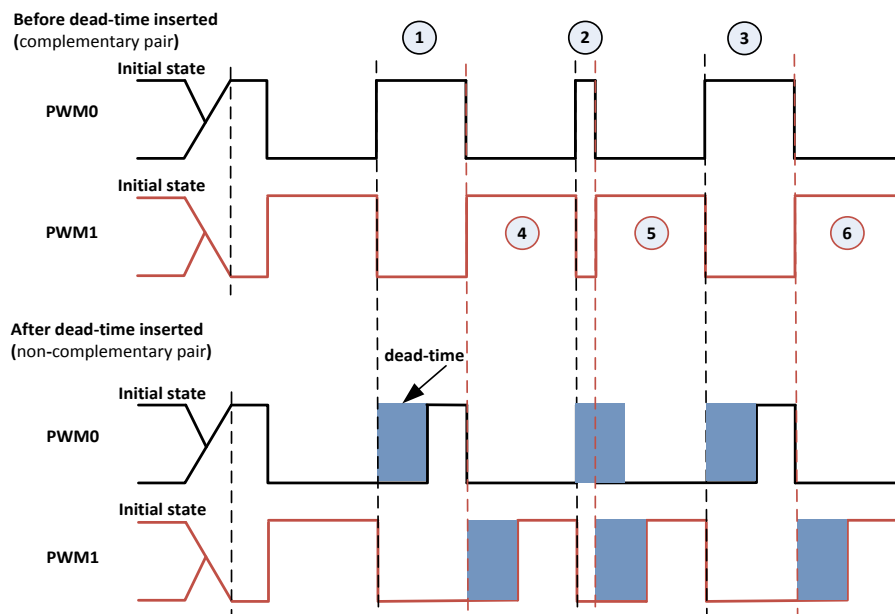 Before dead-time inserted
(complementary pair)
1
2
3
Initial state
PWM0
Initial state
PWM1
4
5
6
After dead-time inserted
(non-complementary pair)
dead-time
Initial state
PWM0
Initial state
PWM1